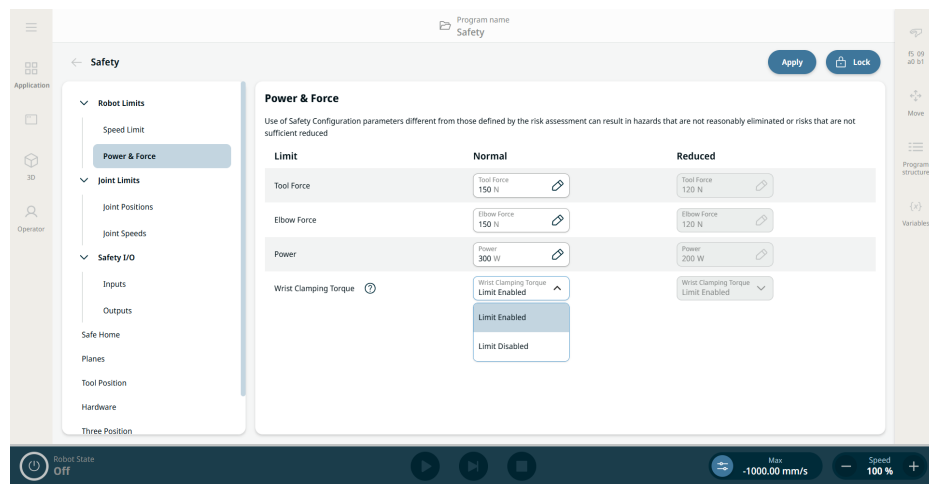 Program name
Safety
f5 09
a0 b1
Application
3D
Operator
Move
Program
structure
{x}
Variables
Safety
Apply
Lock
Robot Limits
Speed Limit
Power & Force
Joint Limits
Joint Positions
Joint Speeds
Safety I/O
Inputs
Outputs
Safe Home
Planes
Tool Position
Hardware
Three Position
Power & Force
Use of Safety Configuration parameters different from those defined by the risk assessment can result in hazards that are not reasonably eliminated or risks that are not
sufficient reduced
Limit Normal Reduced
Tool Force
Tool Force
150 N
Tool Force
120 N
Elbow Force
Elbow Force
150 N
Elbow Force
120 N
Power
Power
300 W
Power
200 W
Wrist Clamping Torque ?
Wrist Clamping Torque
Limit Enabled
Wrist Clamping Torque
Limit Enabled
Limit Enabled
Limit Disabled
Robot State
Off
Max
-1000.00 mm/s
Speed
100 %